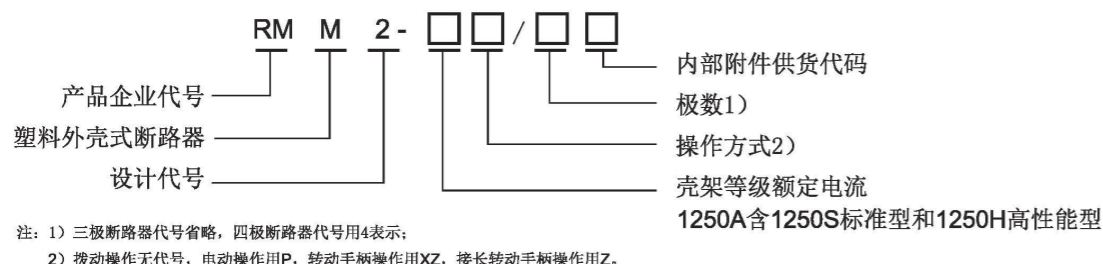 RM M 2 - □ □ / □ □
内部附件供货代码
产品企业代号
极数1）
塑料外壳式断路器
操作方式2）
设计代号
壳架等级额定电流
1250A含1250S标准型和1250H高性能型
注：1）三极断路器代号省略，四极断路器代号用4表示；
2）拨动操作无代号，电动操作用P，转动手柄操作用XZ，接长转动手柄操作用Z。